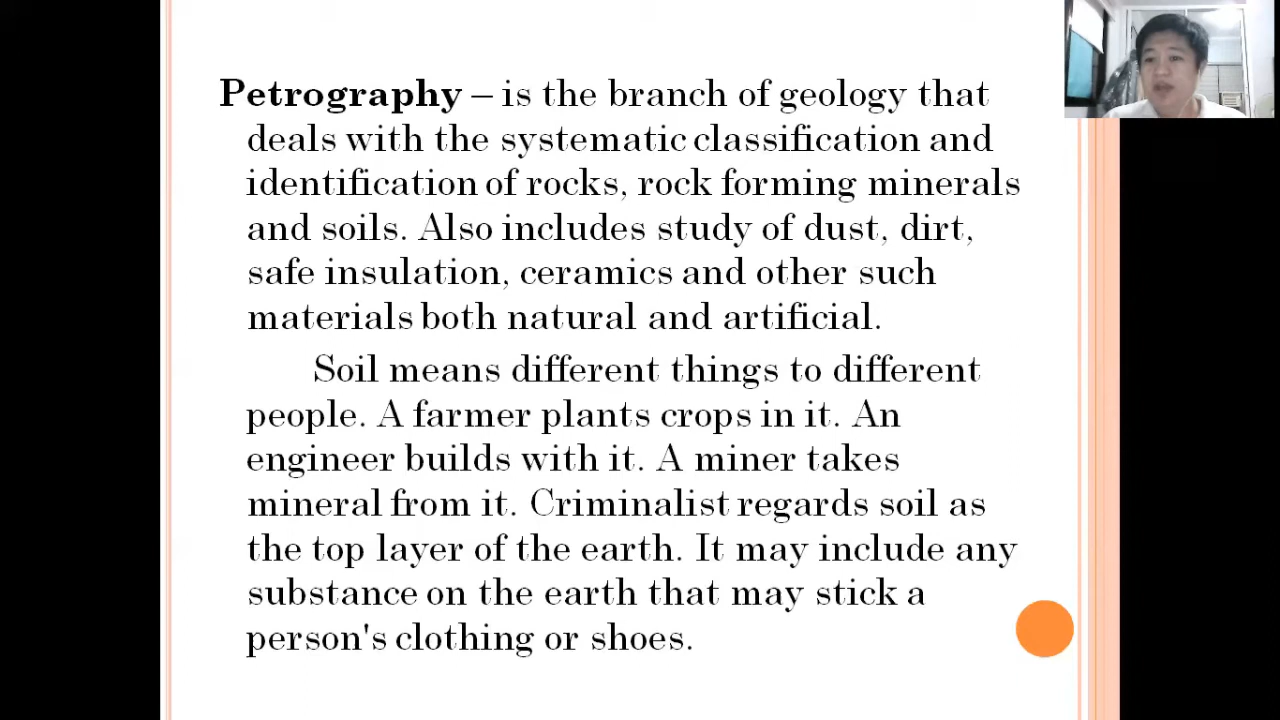 Petrography – is the branch of geology that
deals with the systematic classification and
identification of rocks, rock forming minerals
and soils. Also includes study of dust, dirt,
safe insulation, ceramics and other such
materials both natural and artificial.
Soil means different things to different
people. A farmer plants crops in it. An
engineer builds with it. A miner takes
mineral from it. Criminalist regards soil as
the top layer of the earth. It may include any
substance on the earth that may stick a
person's clothing or shoes.